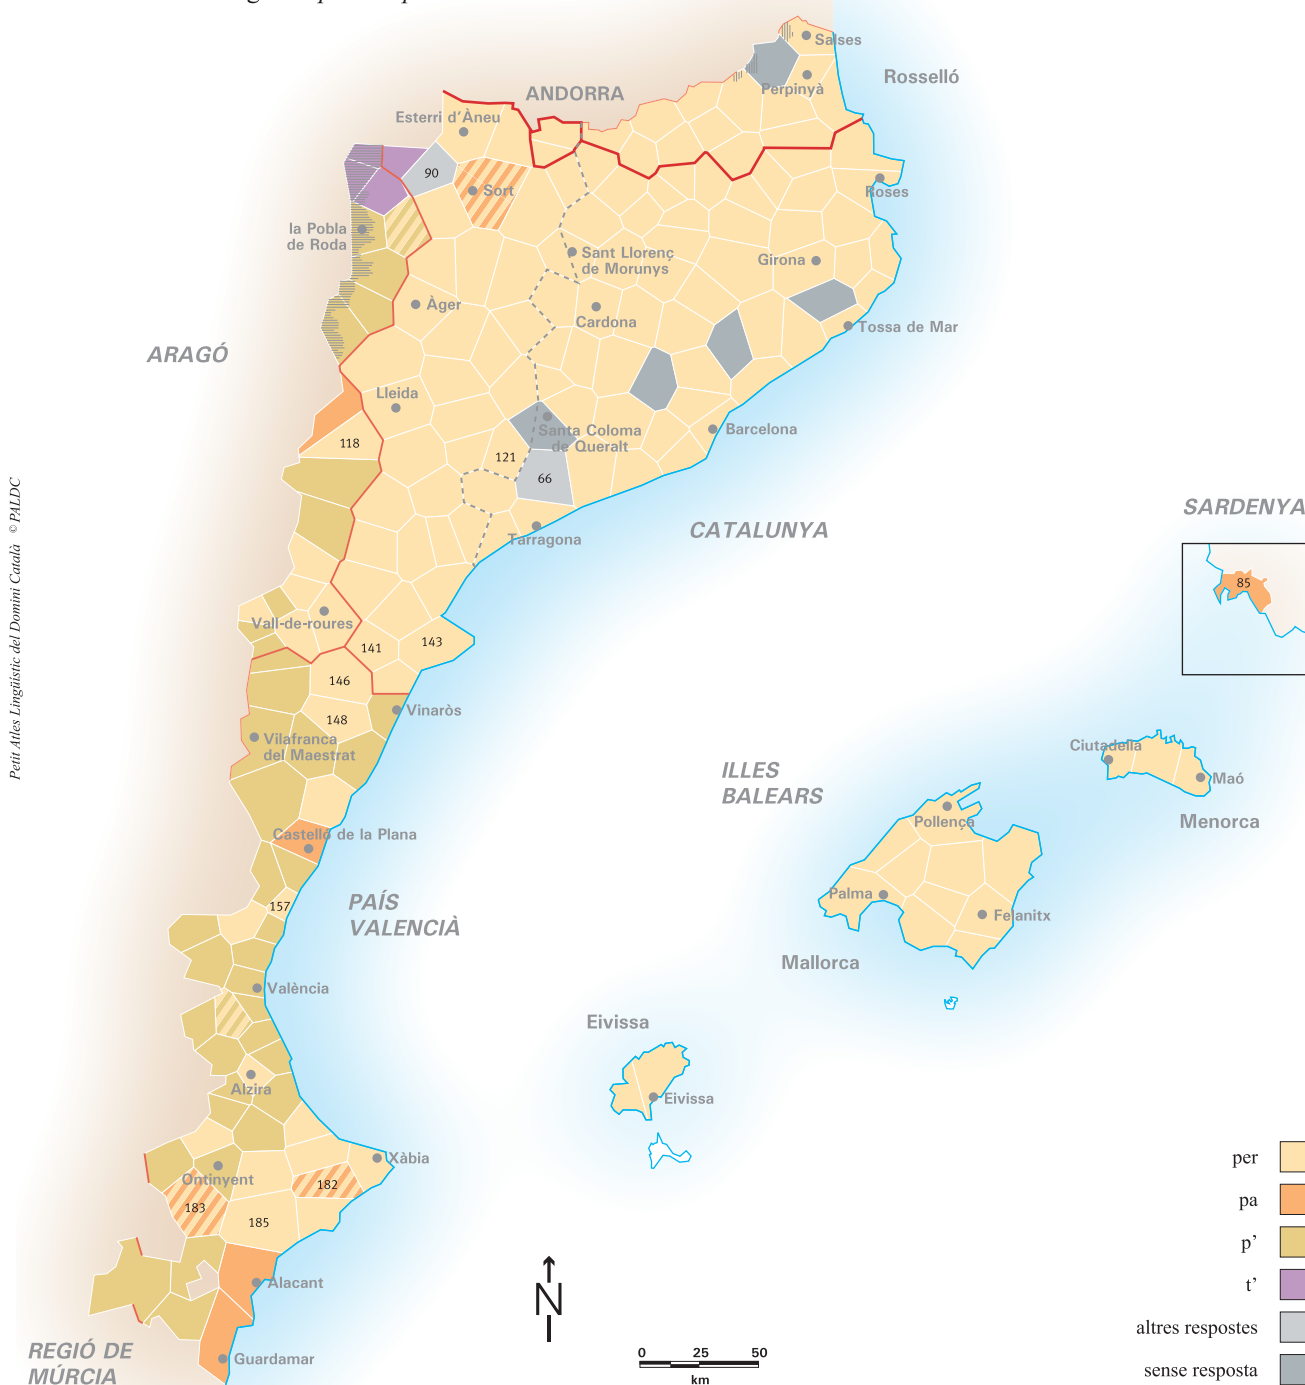 Salses
Rosselló
Perpinyà
ANDORRA
Esterri d'Àneu
90
Sort
Roses
la Pobla
de Roda
Sant Llorenç
de Morunys
Girona
Àger
Cardona
Tossa de Mar
ARAGÓ
Lleida
118
Santa Coloma
de Queralt
Barcelona
121
66
CATALUNYA
SARDENYA
Tarragona
85
Petit Atles Lingüístic del Domini Català © PALDC
Vall-de-roures
141
143
146
148
Vinaròs
Vilafranca
del Maestrat
ILLES
BALEARS
Ciutadella
Maó
Menorca
Pollença
Castelló de la Plana
157
PAÍS
VALENCIÀ
Palma
Felanitx
Mallorca
València
Eivissa
Alzira
Eivissa
Xàbia
Ontinyent
182
183
185
Alacant
Guardamar
REGIÓ DE
MÚRCIA
N
0 25 50
km
per
pa
p'
t'
altres respostes
sense resposta